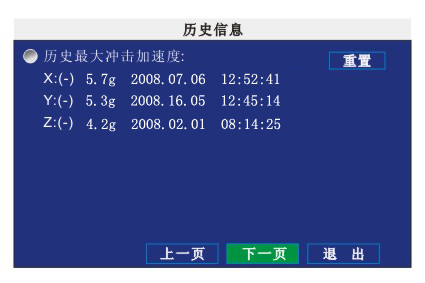 历史信息
历史最大冲击加速度:
重置
X:(-) 5.7g 2008.07.06 12:52:41
Y:(-) 5.3g 2008.16.05 12:45:14
Z:(-) 4.2g 2008.02.01 08:14:25
上一页 下一页 退 出